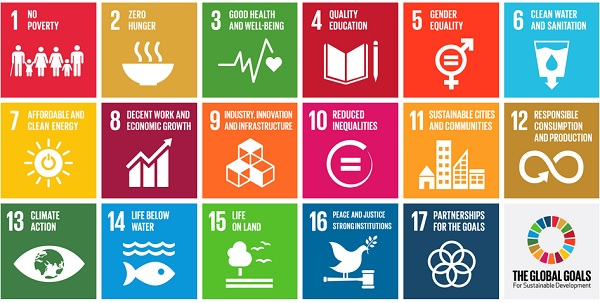 1 NO
POVERTY
2 ZERO
HUNGER
3 GOOD HEALTH
AND WELL-BEING
4 QUALITY
EDUCATION
5 GENDER
EQUALITY
6 CLEAN WATER
AND SANITATION
7 AFFORDABLE AND
CLEAN ENERGY
8 DECENT WORK AND
ECONOMIC GROWTH
9 INDUSTRY, INNOVATION
AND INFRASTRUCTURE
10 REDUCED
INEQUALITIES
11 SUSTAINABLE CITIES
AND COMMUNITIES
12 RESPONSIBLE
CONSUMPTION
AND PRODUCTION
13 CLIMATE
ACTION
14 LIFE BELOW
WATER
15 LIFE
ON LAND
16 PEACE AND JUSTICE
STRONG INSTITUTIONS
17 PARTNERSHIPS
FOR THE GOALS
THE GLOBAL GOALS
For Sustainable Development